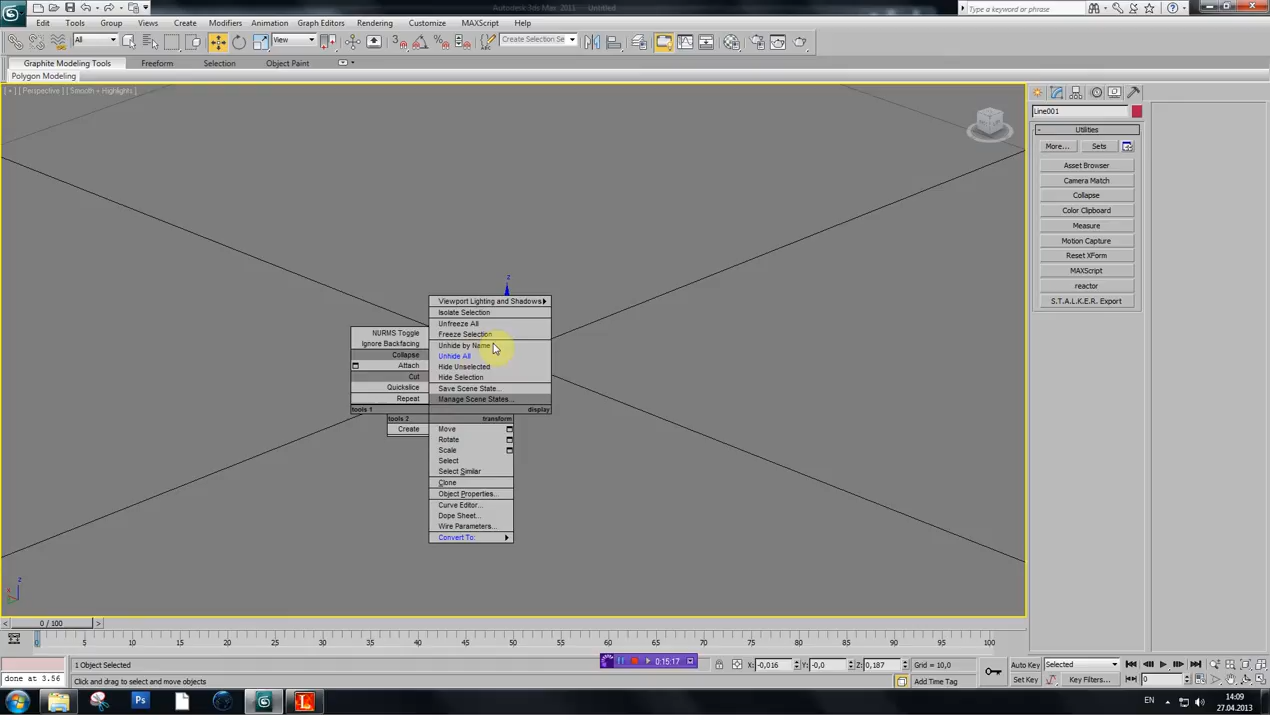 Autodesk 3ds Max 2011 Untitled
Type a keyword or phrase
Edit Tools Group Views Create Modifiers Animation Graph Editors Rendering Customize MAXScript Help
All View Create Selection Se
Graphite Modeling Tools Freeform Selection Object Paint
Polygon Modeling
[ + ] [ Perspective ] [ Smooth + Highlights ]
Line001
- Utilities
More... Sets
Asset Browser
Camera Match
Collapse
Color Clipboard
Measure
Motion Capture
Reset XForm
MAXScript
reactor
S.T.A.L.K.E.R. Export
z
Viewport Lighting and Shadows
Isolate Selection
Unfreeze All
Freeze Selection
Unhide by Name
Unhide All
Hide Unselected
Hide Selection
Save Scene State...
Manage Scene States...
display
NURMS Toggle
Ignore Backfacing
Collapse
Attach
Cut
Quickslice
Repeat
tools 1
tools 2 transform
Create
Move
Rotate
Scale
Select
Select Similar
Clone
Object Properties...
Curve Editor...
Dope Sheet...
Wire Parameters...
Convert To:
z
< 0 / 100 >
0 5 10 15 20 25 30 35 40 45 50 55 60 65 70 75 80 85 90 95 100
1 Object Selected 0:15:17 X: -0,016 Y: -0,0 Z: 0,187 Grid = 10,0 Auto Key Selected
done at 3.56 Click and drag to select and move objects Add Time Tag Set Key Key Filters... 0
Ps L EN 14:09
27.04.2013